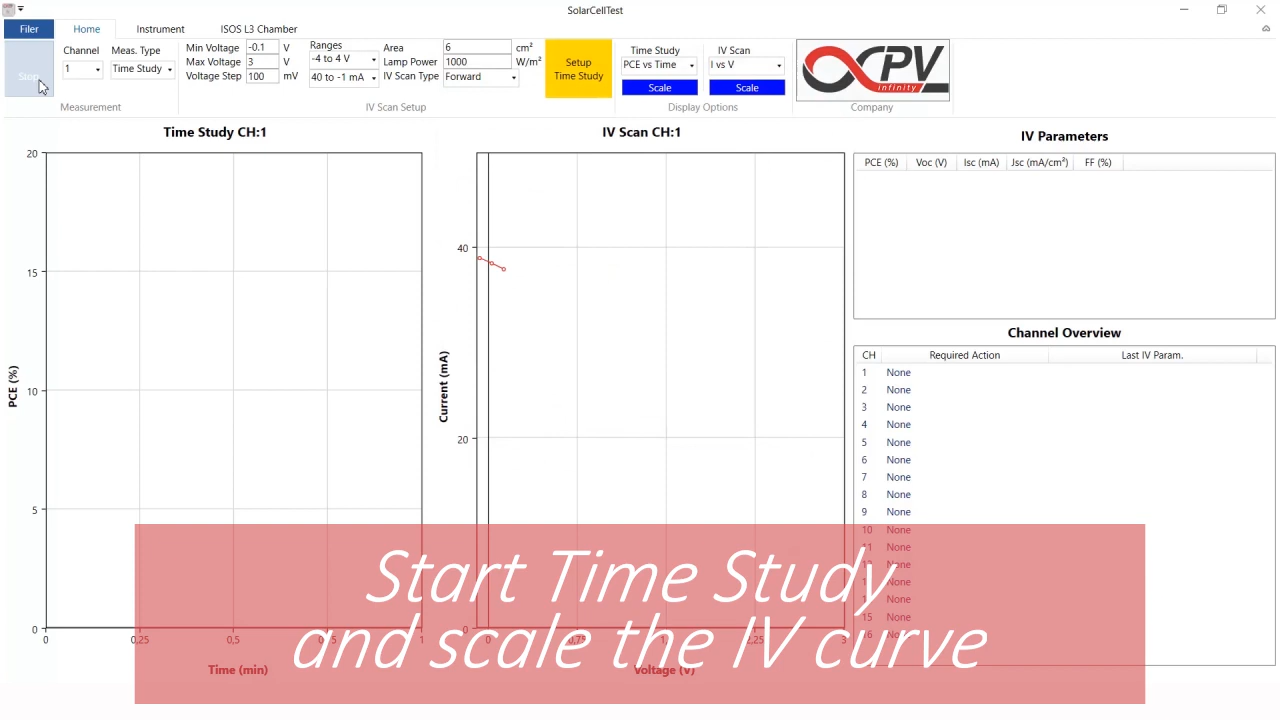 SolarCellTest
Filer
Home
Instrument
ISOS L3 Chamber
Stop
Channel
1
Meas. Type
Time Study
Measurement
Min Voltage -0.1 V
Max Voltage 3 V
Voltage Step 100 mV
Ranges
-4 to 4 V
40 to -1 mA
Area 6 cm²
Lamp Power 1000 W/m²
IV Scan Type Forward
IV Scan Setup
Setup
Time Study
Time Study
PCE vs Time
Scale
IV Scan
I vs V
Scale
Display Options
CPV
infinity
Company
Time Study CH:1
20
15
10
5
0
PCE (%)
0 0,25 0,5 1
Time (min)
IV Scan CH:1
40
20
0
Current (mA)
0 0,75 2,25 3
Voltage (V)
IV Parameters
PCE (%) Voc (V) Isc (mA) Jsc (mA/cm²) FF (%)
Channel Overview
CH Required Action Last IV Param.
1 None
2 None
3 None
4 None
5 None
6 None
7 None
8 None
9 None
10 None
11 None
None
None
None
15 None
Start Time Study
and scale the IV curve